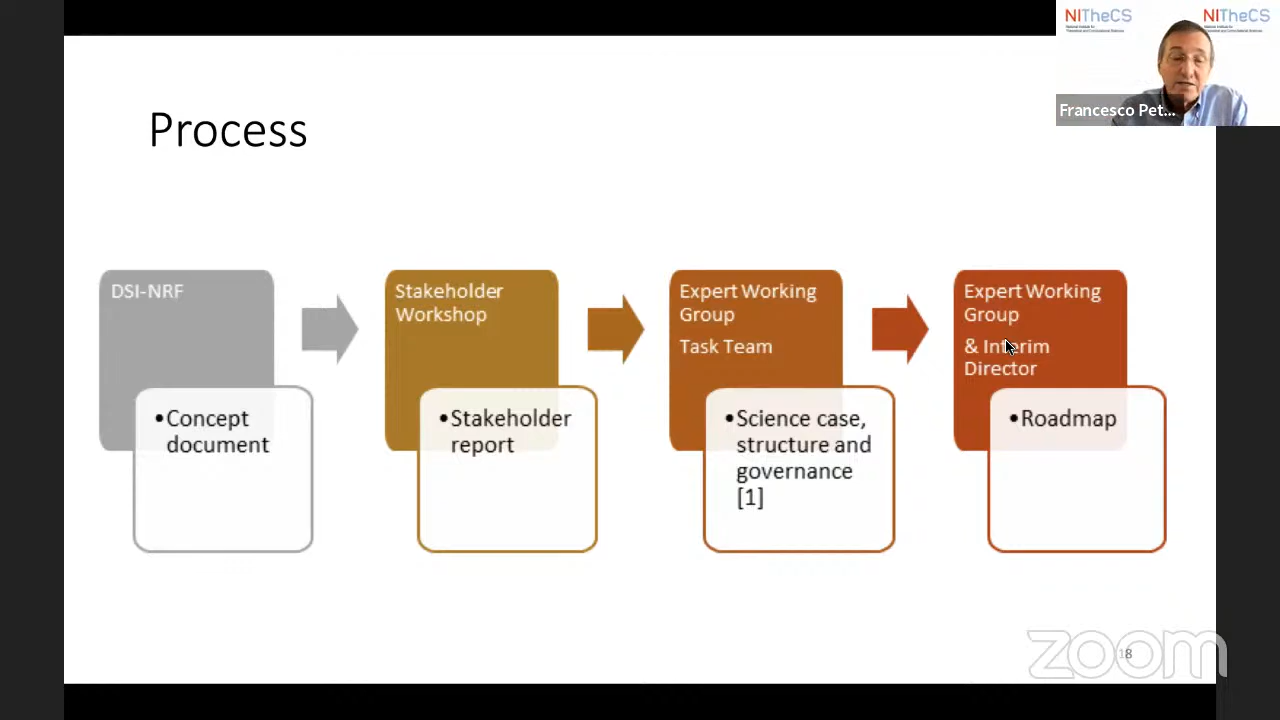 NITheCS
NITheCS
Francesco Pet...
Process
DSI-NRF
•Concept
document
Stakeholder
Workshop
•Stakeholder
report
Expert Working
Group
Task Team
•Science case,
structure and
governance
[1]
Expert Working
Group
& Interim
Director
•Roadmap
zoom
18